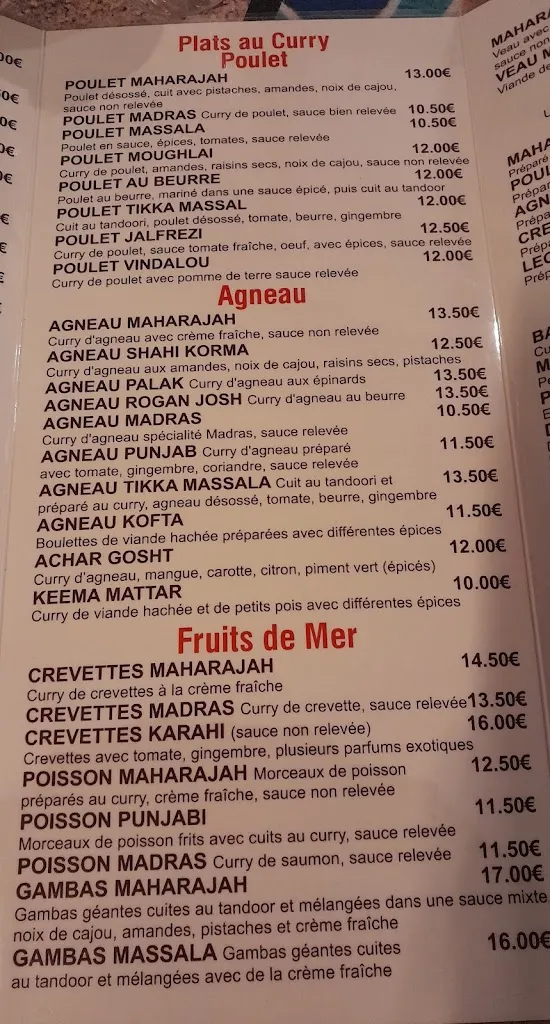 Plats au Curry
Poulet
POULET MAHARAJAH 13.00€
Poulet désossé, cuit avec pistaches, amandes, noix de cajou,
sauce non relevée
POULET MADRAS Curry de poulet, sauce bien relevée 10.50€
POULET MASSALA 10.50€
Poulet en sauce, épices, tomates, sauce relevée
POULET MOUGHLAI 12.00€
Curry de poulet, amandes, raisins secs, noix de cajou, sauce non relevée
POULET AU BEURRE 12.00€
Poulet au beurre, mariné dans une sauce épicé, puis cuit au tandoor
POULET TIKKA MASSAL 12.00€
Cuit au tandoori, poulet désossé, tomate, beurre, gingembre
POULET JALFREZI 12.50€
Curry de poulet, sauce tomate fraîche, oeuf, avec épices, sauce relevée
POULET VINDALOU 12.00€
Curry de poulet avec pomme de terre sauce relevée
Agneau
AGNEAU MAHARAJAH 13.50€
Curry d'agneau avec crème fraîche, sauce non relevée
AGNEAU SHAHI KORMA 12.50€
Curry d'agneau aux amandes, noix de cajou, raisins secs, pistaches
AGNEAU PALAK Curry d'agneau aux épinards 13.50€
AGNEAU ROGAN JOSH Curry d'agneau au beurre 13.50€
AGNEAU MADRAS 10.50€
Curry d'agneau spécialité Madras, sauce relevée
AGNEAU PUNJAB Curry d'agneau préparé 11.50€
avec tomate, gingembre, coriandre, sauce relevée
AGNEAU TIKKA MASSALA Cuit au tandoori et 13.50€
préparé au curry, agneau désossé, tomate, beurre, gingembre
AGNEAU KOFTA 11.50€
Boulettes de viande hachée préparées avec différentes épices
ACHAR GOSHT 12.00€
Curry d'agneau, mangue, carotte, citron, piment vert (épicés)
KEEMA MATTAR 10.00€
Curry de viande hachée et de petits pois avec différentes épices
Fruits de Mer
CREVETTES MAHARAJAH 14.50€
Curry de crevettes à la crème fraîche
CREVETTES MADRAS Curry de crevette, sauce relevée 13.50€
CREVETTES KARAHI (sauce non relevée) 16.00€
Crevettes avec tomate, gingembre, plusieurs parfums exotiques
POISSON MAHARAJAH Morceaux de poisson 12.50€
préparés au curry, crème fraîche, sauce non relevée
POISSON PUNJABI 11.50€
Morceaux de poisson frits avec cuits au curry, sauce relevée
POISSON MADRAS Curry de saumon, sauce relevée 11.50€
GAMBAS MAHARAJAH 17.00€
Gambas géantes cuites au tandoor et mélangées dans une sauce mixte
noix de cajou, amandes, pistaches et crème fraîche
GAMBAS MASSALA Gambas géantes cuites 16.00€
au tandoor et mélangées avec de la crème fraîche